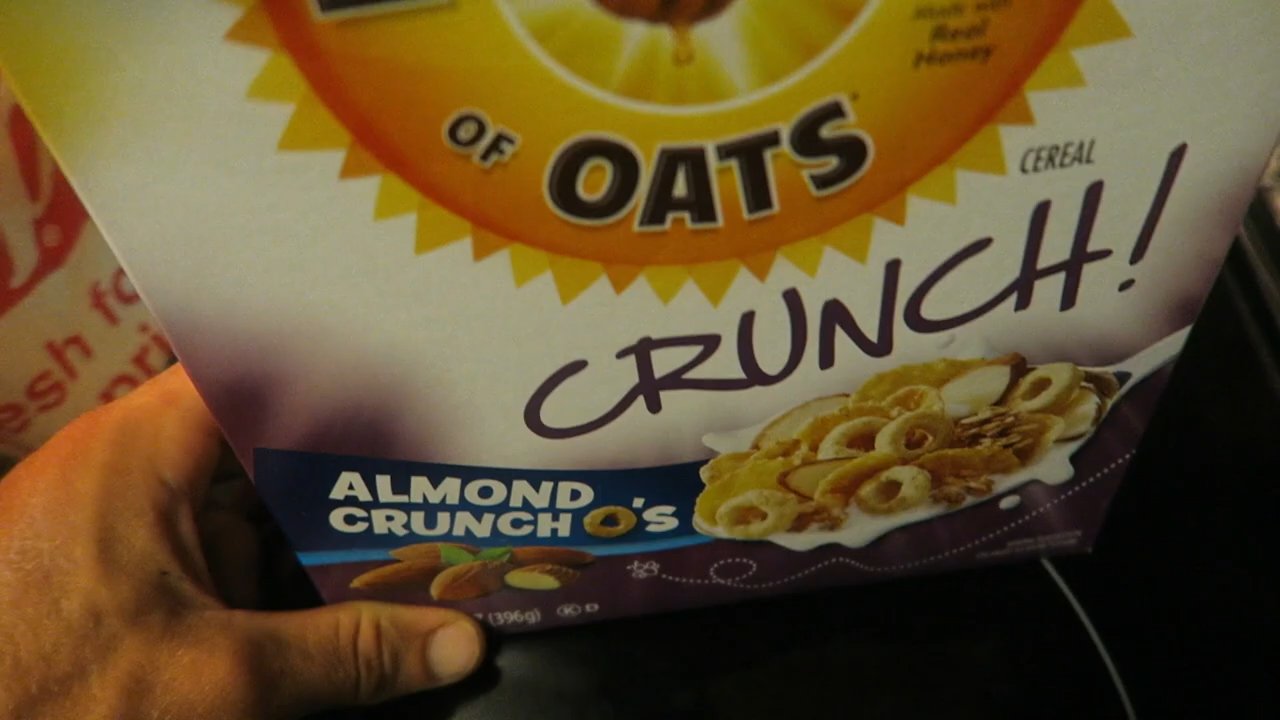 Made with
Real
Honey
OF OATS
CEREAL
CRUNCH!
ALMOND
CRUNCH O'S
(396g)
K D